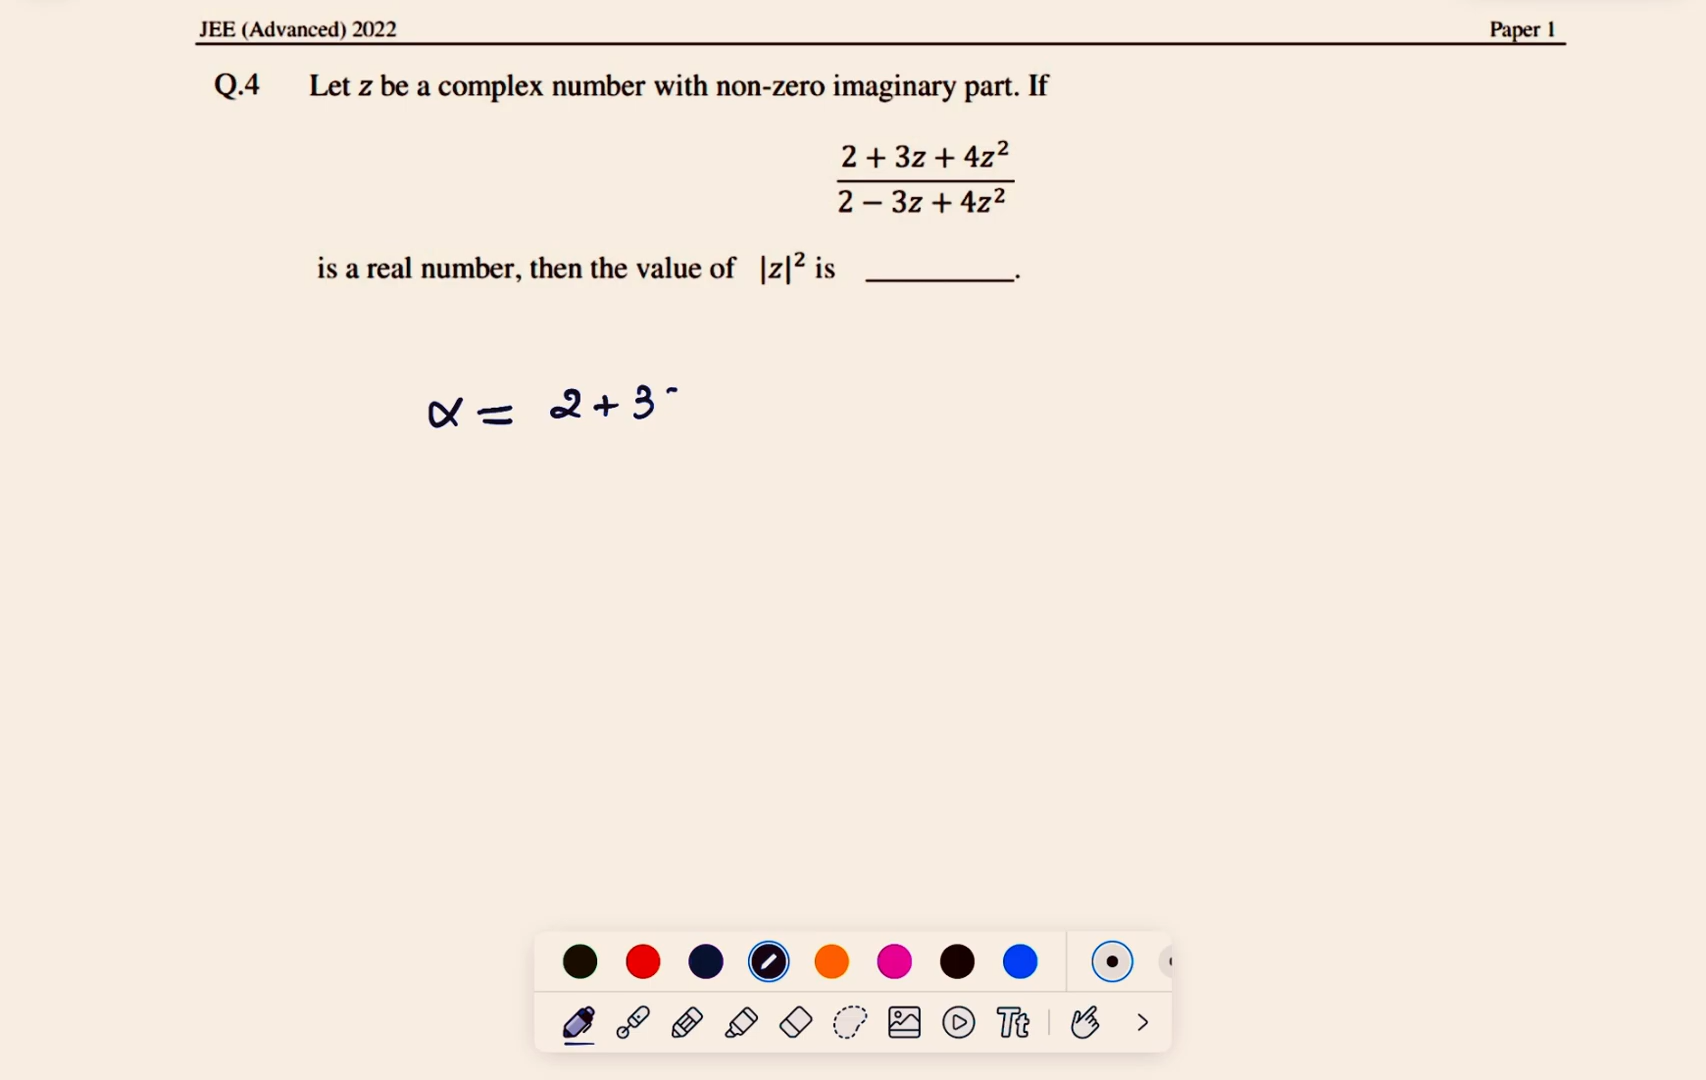 JEE (Advanced) 2022 Paper 1
Q.4 Let z be a complex number with non-zero imaginary part. If
2 + 3z + 4z²
2 − 3z + 4z²
is a real number, then the value of |z|² is ________.
α = 2 + 3
Tt